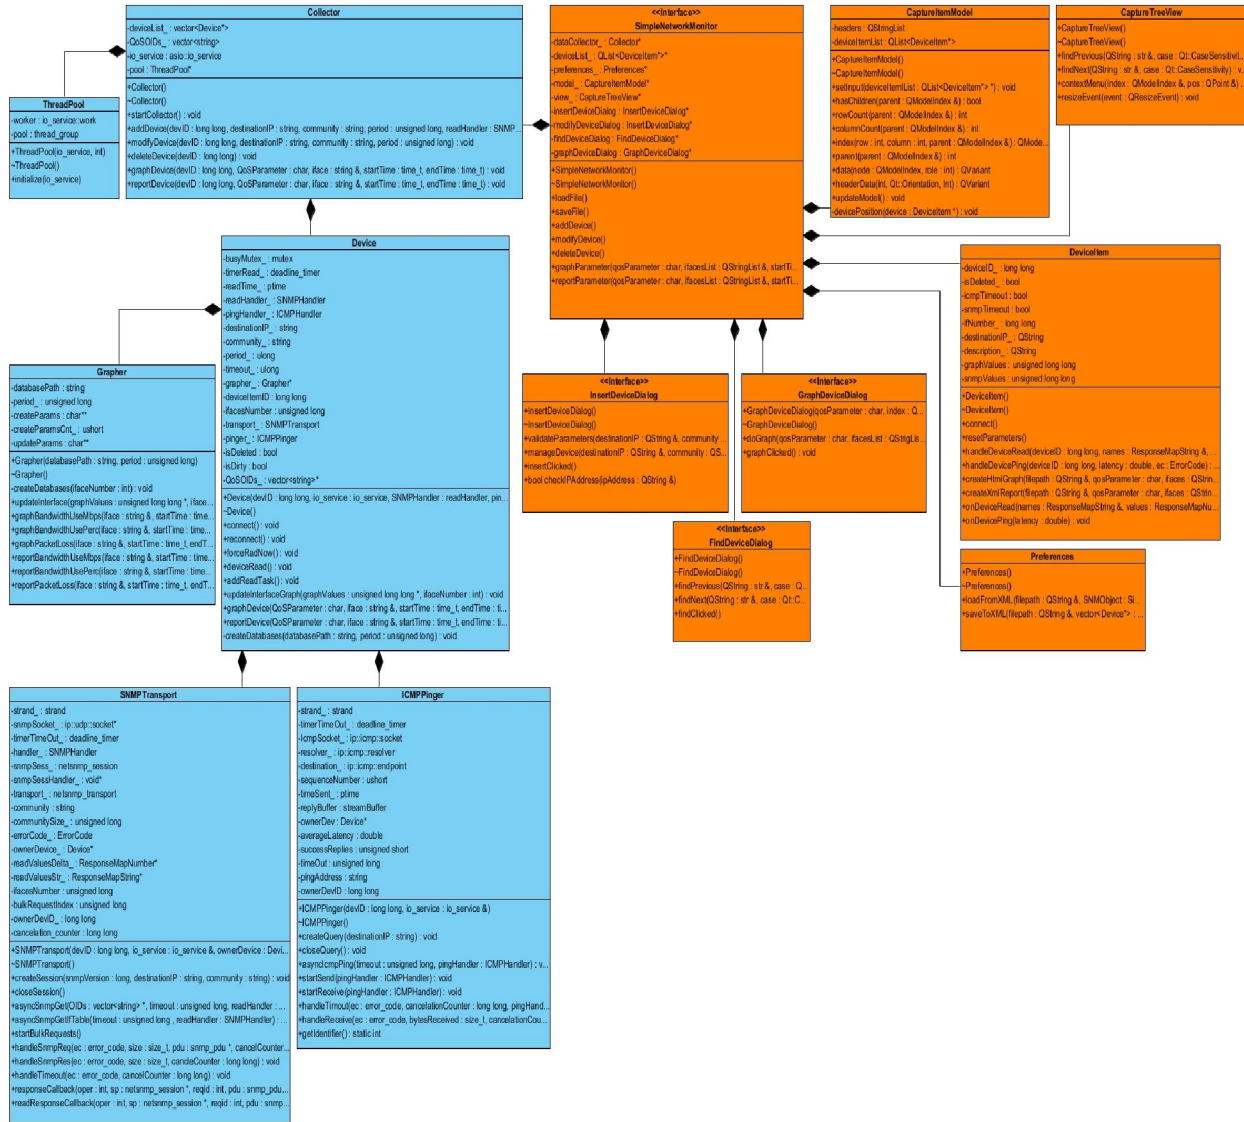 Collector
-deviceList_ : vector<Device*>
-QoSOIDs_ : vector<string>
-io_service : asio::io_service
-pool : ThreadPool*
+Collector()
~Collector()
+startCollector() : void
+addDevice(devID : long long, destinationIP : string, community : string, period : unsigned long, readHandler : SNMP...
+modifyDevice(devID : long long, destinationIP : string, community : string, period : unsigned long) : void
+deleteDevice(devID : long long) : void
+graphDevice(devID : long long, QoSParameter : char, iface : string &, startTime : time_t, endTime : time_t) : void
+reportDevice(devID : long long, QoSParameter : char, iface : string &, startTime : time_t, endTime : time_t) : void
ThreadPool
-worker : io_service::work
-pool : thread_group
+ThreadPool(io_service, int)
~ThreadPool()
+initialize(io_service)
<<Interface>>
SimpleNetworkMonitor
-dataCollector_ : Collector*
-deviceList_ : QList<DeviceItem*>*
-preferences_ : Preferences*
-model_ : CaptureItemModel*
-view_ : CaptureTreeView*
-insertDeviceDialog : InsertDeviceDialog*
-modifyDeviceDialog : InsertDeviceDialog*
-findDeviceDialog : FindDeviceDialog*
-graphDeviceDialog : GraphDeviceDialog*
+SimpleNetworkMonitor()
~SimpleNetworkMonitor()
+loadFile()
+saveFile()
+addDevice()
+modifyDevice()
+deleteDevice()
+graphParameter(qosParameter : char, ifacesList : QStringList &, startTi...
+reportParameter(qosParameter : char, ifacesList : QStringList &, startTi...
CaptureItemModel
-headers : QStringList
-deviceItemList : QList<DeviceItem*>
+CaptureItemModel()
~CaptureItemModel()
+setInput(deviceItemList : QList<DeviceItem*> *) : void
+hasChildren(parent : QModelIndex &) : bool
+rowCount(parent : QModelIndex &) : int
+columnCount(parent : QModelIndex &) : int
+index(row : int, column : int, parent : QModelIndex &) : QMode...
+parent(parent : QModelIndex &) : int
+data(node : QModelIndex, role : int) : QVariant
+headerData(int, Qt::Orientation, Int) : QVariant
+updateModel() : void
-devicePosition(device : DeviceItem *) : void
CaptureTreeView
+CaptureTreeView()
~CaptureTreeView()
+findPrevious(QString : str &, case : Qt::CaseSensitivit...
+findNext(QString : str &, case : Qt::CaseSensitivity) : v...
+contextMenu(index : QModelIndex &, pos : QPoint &) ...
+resizeEvent(event : QResizeEvent) : void
Device
-busyMutex_ : mutex
-timerRead_ : deadline_timer
-readTime_ : ptime
-readHandler_ : SNMPHandler
-pingHandler_ : ICMPHandler
-destinationIP_ : string
-community_ : string
-period_ : ulong
-timeout_ : ulong
-grapher_ : Grapher*
-deviceItemID : long long
-ifacesNumber : unsigned long
-transport_ : SNMPTransport
-pinger_ : ICMPPinger
-isDeleted : bool
-isDirty : bool
-QoSOIDS_ : vector<string>*
+Device(devID : long long, io_service : io_service, SNMPHandler : readHandler, pin...
~Device()
+connect() : void
+reconnect() : void
+forceRadNow() : void
+deviceRead() : void
+addReadTask() : void
+updateInterfaceGraph(graphValues : unsigned long long *, ifaceNumber : int) : void
+graphDevice(QoSParameter : char, iface : string &, startTime : time_t, endTime : ti...
+reportDevice(QoSParameter : char, iface : string &, startTime : time_t, endTime : ti...
-createDatabases(databasePath : string, period : unsigned long) : void
Grapher
-databasePath : string
-period_ : unsigned long
-createParams : char**
-createParamsCnt_ : ushort
-updateParams : char**
+Grapher(databasePath : string, period : unsigned long)
~Grapher()
-createDatabases(ifaceNumber : int) : void
+updateInterface(graphValues : unsigned long long *, iface...
+graphBandwidthUseMbps(iface : string &, startTime : time...
+graphBandwidthUsePerc(iface : string &, startTime : time...
+graphPacketLoss(iface : string &, startTime : time_t, endT...
+reportBandwidthUseMbps(iface : string &, startTime : time...
+reportBandwidthUsePerc(iface : string &, startTime : time...
+reportPacketLoss(iface : string &, startTime : time_t, endT...
DeviceItem
-deviceID_ : long long
-isDeleted_ : bool
-icmpTimeout : bool
-snmpTimeout : bool
-ifNumber_ : long long
-destinationIP_ : QString
-description_ : QString
-graphValues : unsigned long long
-snmpValues : unsigned long long
+DeviceItem()
~DeviceItem()
+connect()
+resetParameters()
+handleDeviceRead(deviceID : long long, names : ResponseMapString &, ...
+handleDevicePing(device ID : long long, latency : double, ec : ErrorCode) : ...
+createHtmlGraph(filepath : QString &, qosParameter : char, ifaces : QStrin...
+createXmlReport(filepath : QString &, qosParameter : char, ifaces : QStrin...
+onDeviceRead(names : ResponseMapString &, values : ResponseMapNu...
+onDevicePing(latency : double) : void
<<Interface>>
InsertDeviceDialog
+InsertDeviceDialog()
~InsertDeviceDialog()
+validateParameters(destinationIP : QString &, community ...
+manageDevice(destinationIP : QString &, community : QS...
+insertClicked()
+bool checkIPAddress(ipAddress : QString &)
<<Interface>>
GraphDeviceDialog
+GraphDeviceDialog(qosParameter : char, index : Q...
~GraphDeviceDialog()
+doGraph(qosParameter : char, ifacesList : QStrigLis...
+graphClicked() : void
<<Interface>>
FindDeviceDialog
+FindDeviceDialog()
~FindDeviceDialog()
+findPrevious(QString : str &, case : Q...
+findNext(QString : str &, case : Qt::C...
+findClicked()
Preferences
+Preferences()
~Preferences()
+loadFromXML(filepath : QString &, SNMObject : Si...
+saveToXML(filepath : QString &, vector<Device*> : ...
SNMPTransport
-strand_ : strand
-snmpSocket_ : ip::udp::socket*
-timerTimeOut_ : deadline_timer
-handler_ : SNMPHandler
-snmpSess_ : netsnmp_session
-snmpSessHandler_ : void*
-transport_ : netsnmp_transport
-community : string
-communitySize_ : unsigned long
-errorCode_ : ErrorCode
-ownerDevice_ : Device*
-readValuesDelta_ : ResponseMapNumber*
-readValuesStr_ : ResponseMapString*
-ifacesNumber : unsigned long
-bulkRequestIndex : unsigned long
-ownerDevID_ : long long
-cancelation_counter : long long
+SNMPTransport(devID : long long, io_service : io_service &, ownerDevice : Devi...
~SNMPTransport()
+createSession(snmpVersion : long, destinationIP : string, community : string) : void
+closeSession()
+asyncSnmpGet(OIDs : vector<string> *, timeout : unsigned long, readHandler : ...
+asyncSnmpGetIfTable(timeout : unsigned long , readHandler : SNMPHandler) : ...
+startBulkRequests()
+handleSnmpReq(ec : error_code, size : size_t, pdu : snmp_pdu *, cancelCounter...
+handleSnmpRes(ec : error_code, size : size_t, candeCounter : long long) : void
+handleTimeout(ec : error_code, cancelCounter : long long) : void
+responseCallback(oper : int, sp : netsnmp_session *, reqid : int, pdu : snmp_pdu...
+readResponseCallback(oper : int, sp : netsnmp_session *, reqid : int, pdu : snmp...
ICMPPinger
-strand_ : strand
-timerTimeOut_ : deadline_timer
-IcmpSocket_ : ip::icmp::socket
-resolver_ : ip::icmp::resolver
-destination_ : ip::icmp::endpoint
-sequenceNumber : ushort
-timeSent_ : ptime
-replyBuffer : streamBuffer
-ownerDev : Device*
-averageLatency : double
-successReplies : unsigned short
-timeOut : unsigned long
-pingAddress : string
-ownerDevID : long long
+ICMPPinger(devID : long long, io_service : io_service &)
~ICMPPinger()
+createQuery(destinationIP : string) : void
+closeQuery() : void
+asyncIcmpPing(timeout : unsigned long, pingHandler : ICMPHandler) : v...
+startSend(pingHandler : ICMPHandler) : void
+startReceive(pingHandler : ICMPHandler) : void
+handleTimout(ec : error_code, cancelationCounter : long long, pingHand...
+handleReceive(ec : error_code, bytesReceived : size_t, cancelationCou...
+getIdentifier() : static int